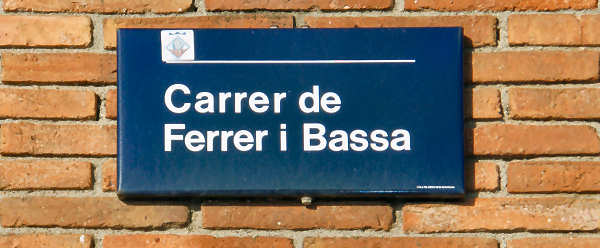 Carrer de
Ferrer i Bassa